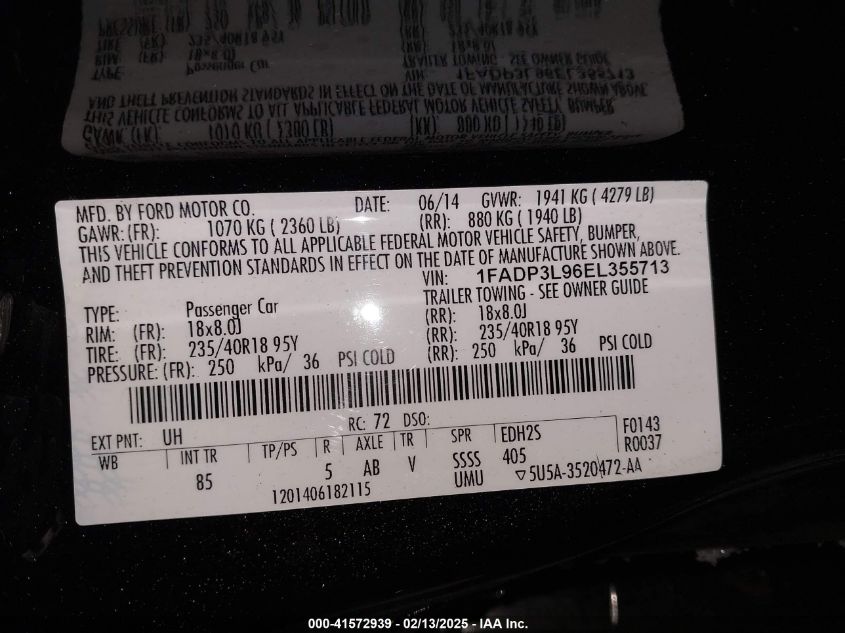 MFD. BY FORD MOTOR CO. DATE: 06/14 GVWR: 1941 KG ( 4279 LB)
GAWR: (FR): 1070 KG ( 2360 LB) (RR): 880 KG ( 1940 LB)
THIS VEHICLE CONFORMS TO ALL APPLICABLE FEDERAL MOTOR VEHICLE SAFETY, BUMPER,
AND THEFT PREVENTION STANDARDS IN EFFECT ON THE DATE OF MANUFACTURE SHOWN ABOVE.
VIN: 1FADP3L96EL355713
TYPE: Passenger Car TRAILER TOWING - SEE OWNER GUIDE
RIM: (FR): 18x8.0J (RR): 18x8.0J
TIRE: (FR): 235/40R18 95Y (RR): 235/40R18 95Y
PRESSURE: (FR): 250 kPa/ 36 PSI COLD (RR): 250 kPa/ 36 PSI COLD
EXT PNT: UH RC: 72 DSO:
WB INT TR TP/PS R AXLE TR SPR EDH2S F0143
85 5 AB V SSSS 405 R0037
UMU ▽5U5A-3520472-AA
1201406182115
000-41572939 - 02/13/2025 - IAA Inc.